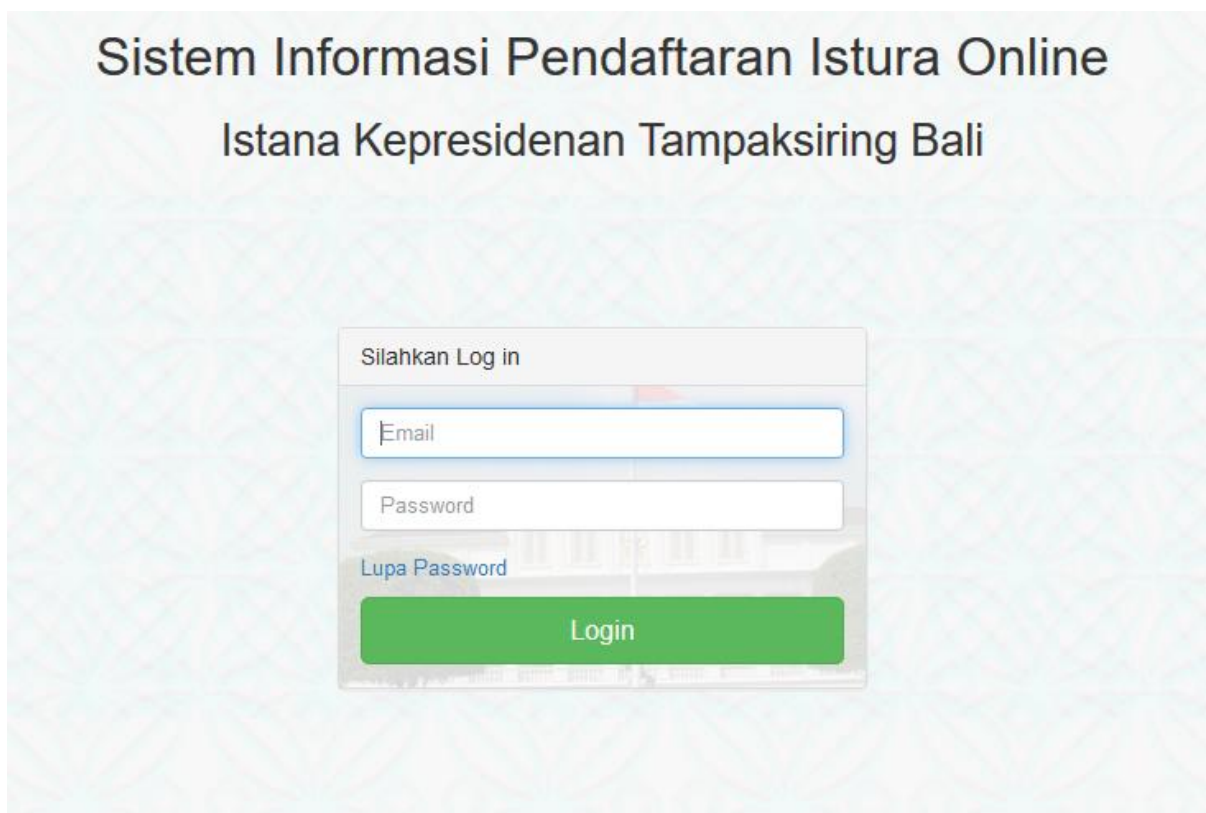 Sistem Informasi Pendaftaran Istura Online
Istana Kepresidenan Tampaksiring Bali
Silahkan Log in
Email
Password
Lupa Password
Login